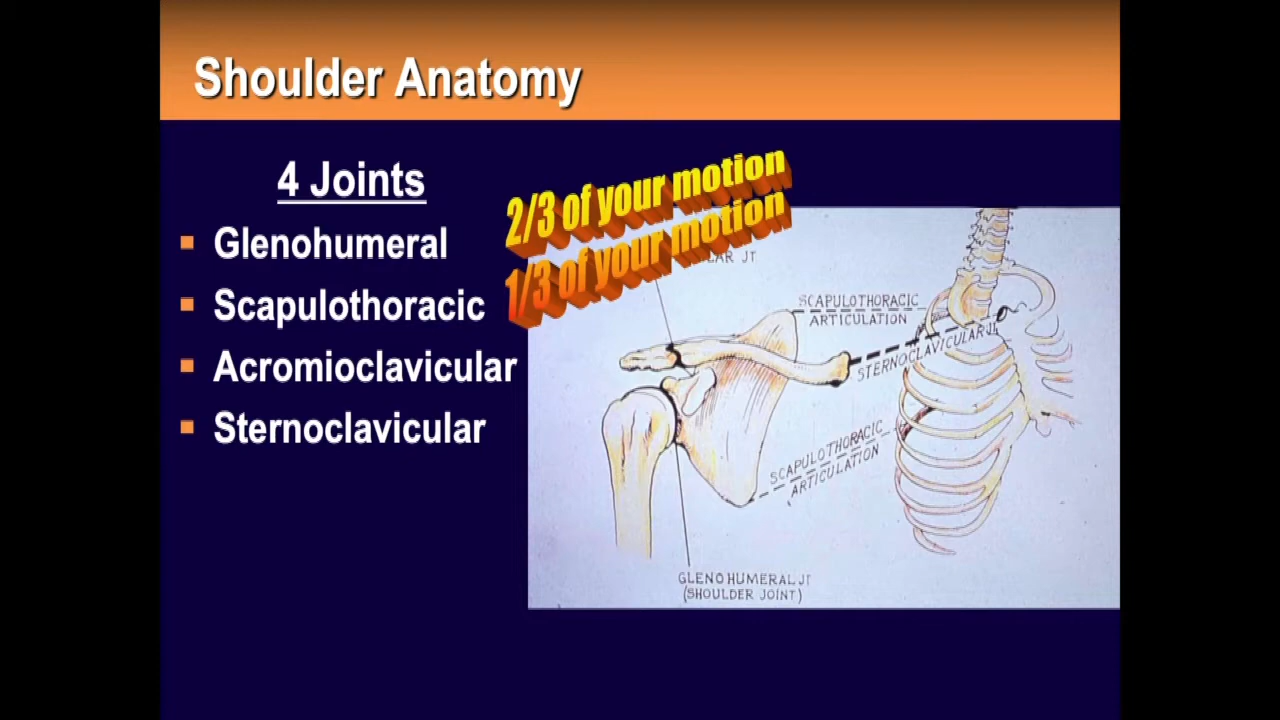 Shoulder Anatomy
4 Joints
Glenohumeral
Scapulothoracic
Acromioclavicular
Sternoclavicular
2/3 of your motion
1/3 of your motion
JT
SCAPULOTHORACIC
ARTICULATION
STERNOCLAVICULAR JT
SCAPULOTHORACIC
ARTICULATION
GLENOHUMERAL JT
(SHOULDER JOINT)